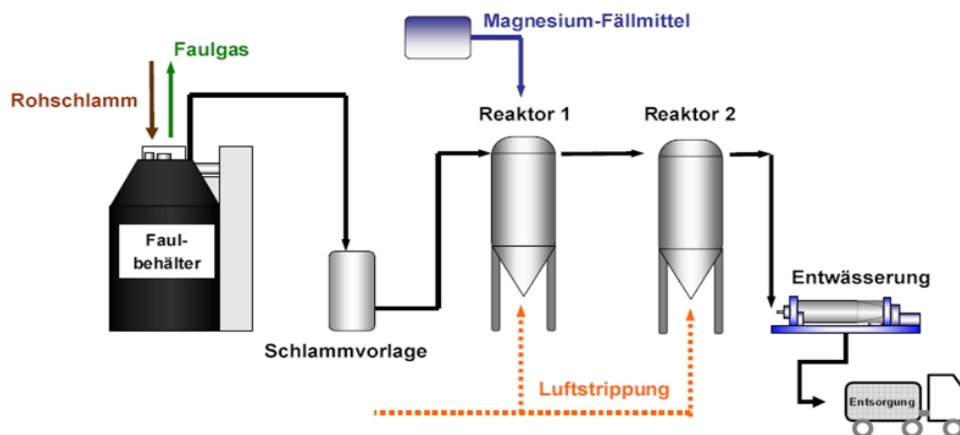 Magnesium-Fällmittel
Faulgas
Rohschlamm
Reaktor 1
Reaktor 2
Faul-
behälter
Entwässerung
Schlammvorlage
Luftstrippung
Entsorgung